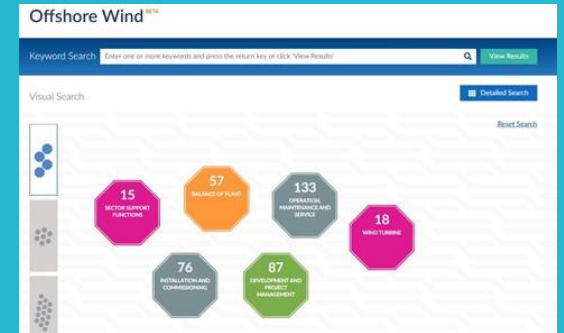 Offshore Wind BETA
Keyword Search
Enter one or more keywords and press the return key or click 'View Results'
View Results
Visual Search
Detailed Search
Reset Search
15
SECTOR SUPPORT
FUNCTIONS
57
BALANCE OF PLANT
133
OPERATION,
MAINTENANCE AND
SERVICE
18
WIND TURBINE
76
INSTALLATION AND
COMMISSIONING
87
DEVELOPMENT AND
PROJECT
MANAGEMENT